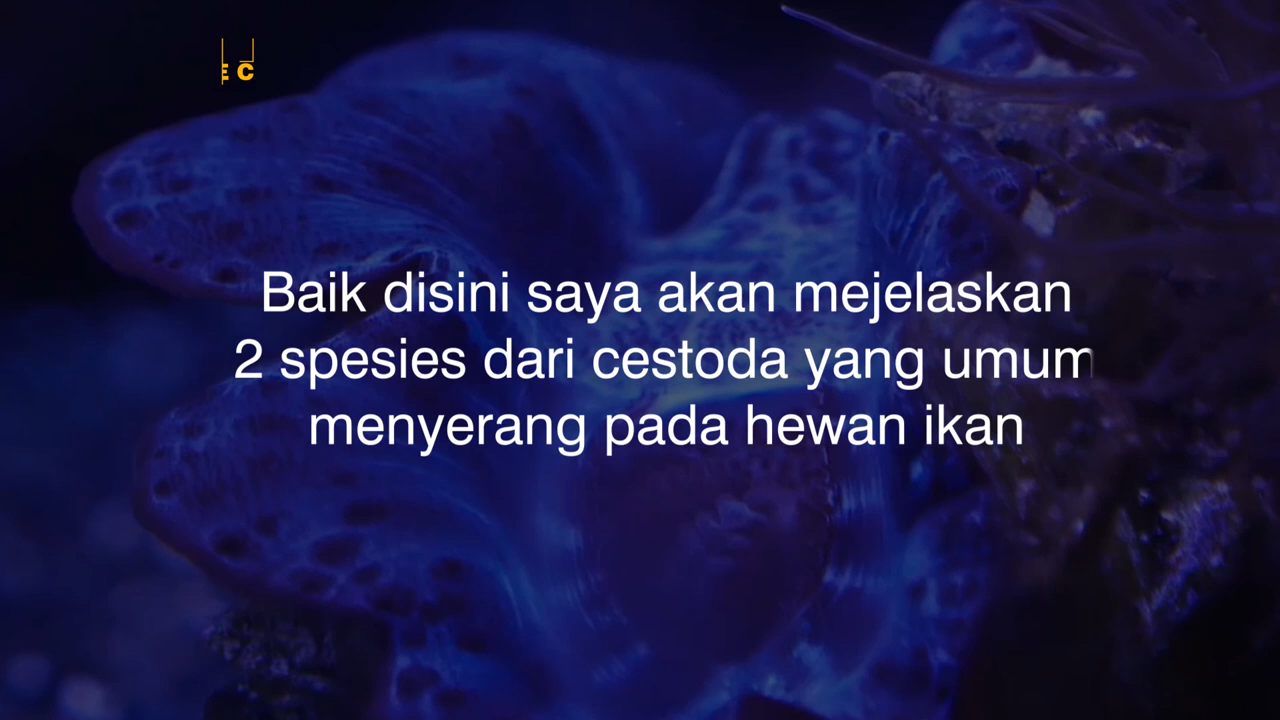 E C
Baik disini saya akan mejelaskan
2 spesies dari cestoda yang umum
menyerang pada hewan ikan